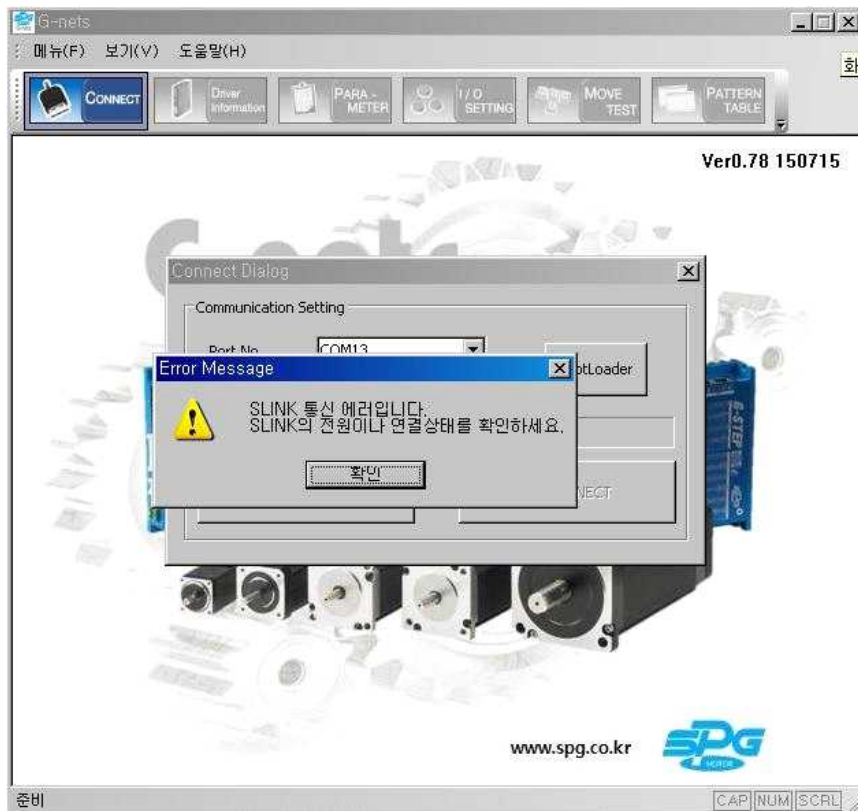 G-nets
메뉴(F) 보기(V) 도움말(H)
CONNECT
Driver
Information
PARA-
METER
I/O
SETTING
MOVE
TEST
PATTERN
TABLE
Ver0.78 150715
Connect Dialog
Communication Setting
Port No
COM13
otLoader
Error Message
SLINK 통신 에러입니다.
SLINK의 전원이나 연결상태를 확인하세요.
확인
NECT
G-STEP
www.spg.co.kr
SPG
MOTOR
준비
CAP NUM SCRL